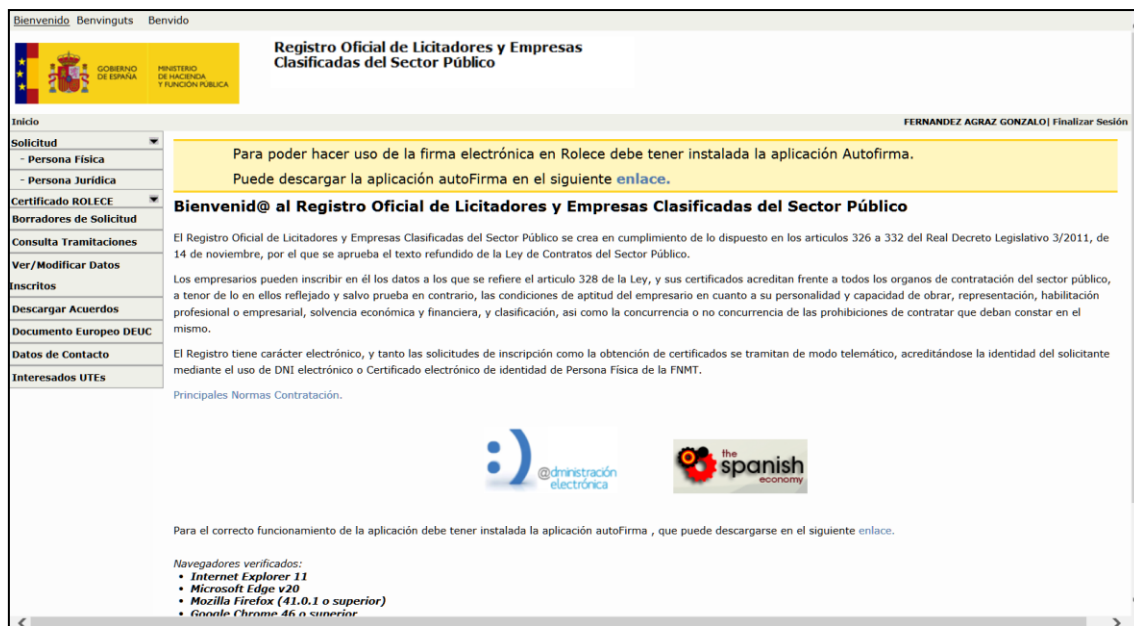 Bienvenido Benvinguts Benvido
GOBIERNO
DE ESPAÑA
MINISTERIO
DE HACIENDA
Y FUNCIÓN PÚBLICA
Registro Oficial de Licitadores y Empresas
Clasificadas del Sector Público
Inicio
FERNANDEZ AGRAZ GONZALO| Finalizar Sesión
Solicitud
- Persona Física
- Persona Jurídica
Certificado ROLECE
Borradores de Solicitud
Consulta Tramitaciones
Ver/Modificar Datos
Inscritos
Descargar Acuerdos
Documento Europeo DEUC
Datos de Contacto
Interesados UTEs
Para poder hacer uso de la firma electrónica en Rolece debe tener instalada la aplicación Autofirma.
Puede descargar la aplicación autoFirma en el siguiente enlace.
Bienvenid@ al Registro Oficial de Licitadores y Empresas Clasificadas del Sector Público
El Registro Oficial de Licitadores y Empresas Clasificadas del Sector Público se crea en cumplimiento de lo dispuesto en los articulos 326 a 332 del Real Decreto Legislativo 3/2011, de
14 de noviembre, por el que se aprueba el texto refundido de la Ley de Contratos del Sector Público.
Los empresarios pueden inscribir en él los datos a los que se refiere el articulo 328 de la Ley, y sus certificados acreditan frente a todos los organos de contratación del sector público,
a tenor de lo en ellos reflejado y salvo prueba en contrario, las condiciones de aptitud del empresario en cuanto a su personalidad y capacidad de obrar, representación, habilitación
profesional o empresarial, solvencia económica y financiera, y clasificación, asi como la concurrencia o no concurrencia de las prohibiciones de contratar que deban constar en el
mismo.
El Registro tiene carácter electrónico, y tanto las solicitudes de inscripción como la obtención de certificados se tramitan de modo telemático, acreditándose la identidad del solicitante
mediante el uso de DNI electrónico o Certificado electrónico de identidad de Persona Física de la FNMT.
Principales Normas Contratación.
:)
@dministración
electrónica
the
spanish
economy
Para el correcto funcionamiento de la aplicación debe tener instalada la aplicación autoFirma , que puede descargarse en el siguiente enlace.
Navegadores verificados:
• Internet Explorer 11
• Microsoft Edge v20
• Mozilla Firefox (41.0.1 o superior)
• Google Chrome 46 o superior